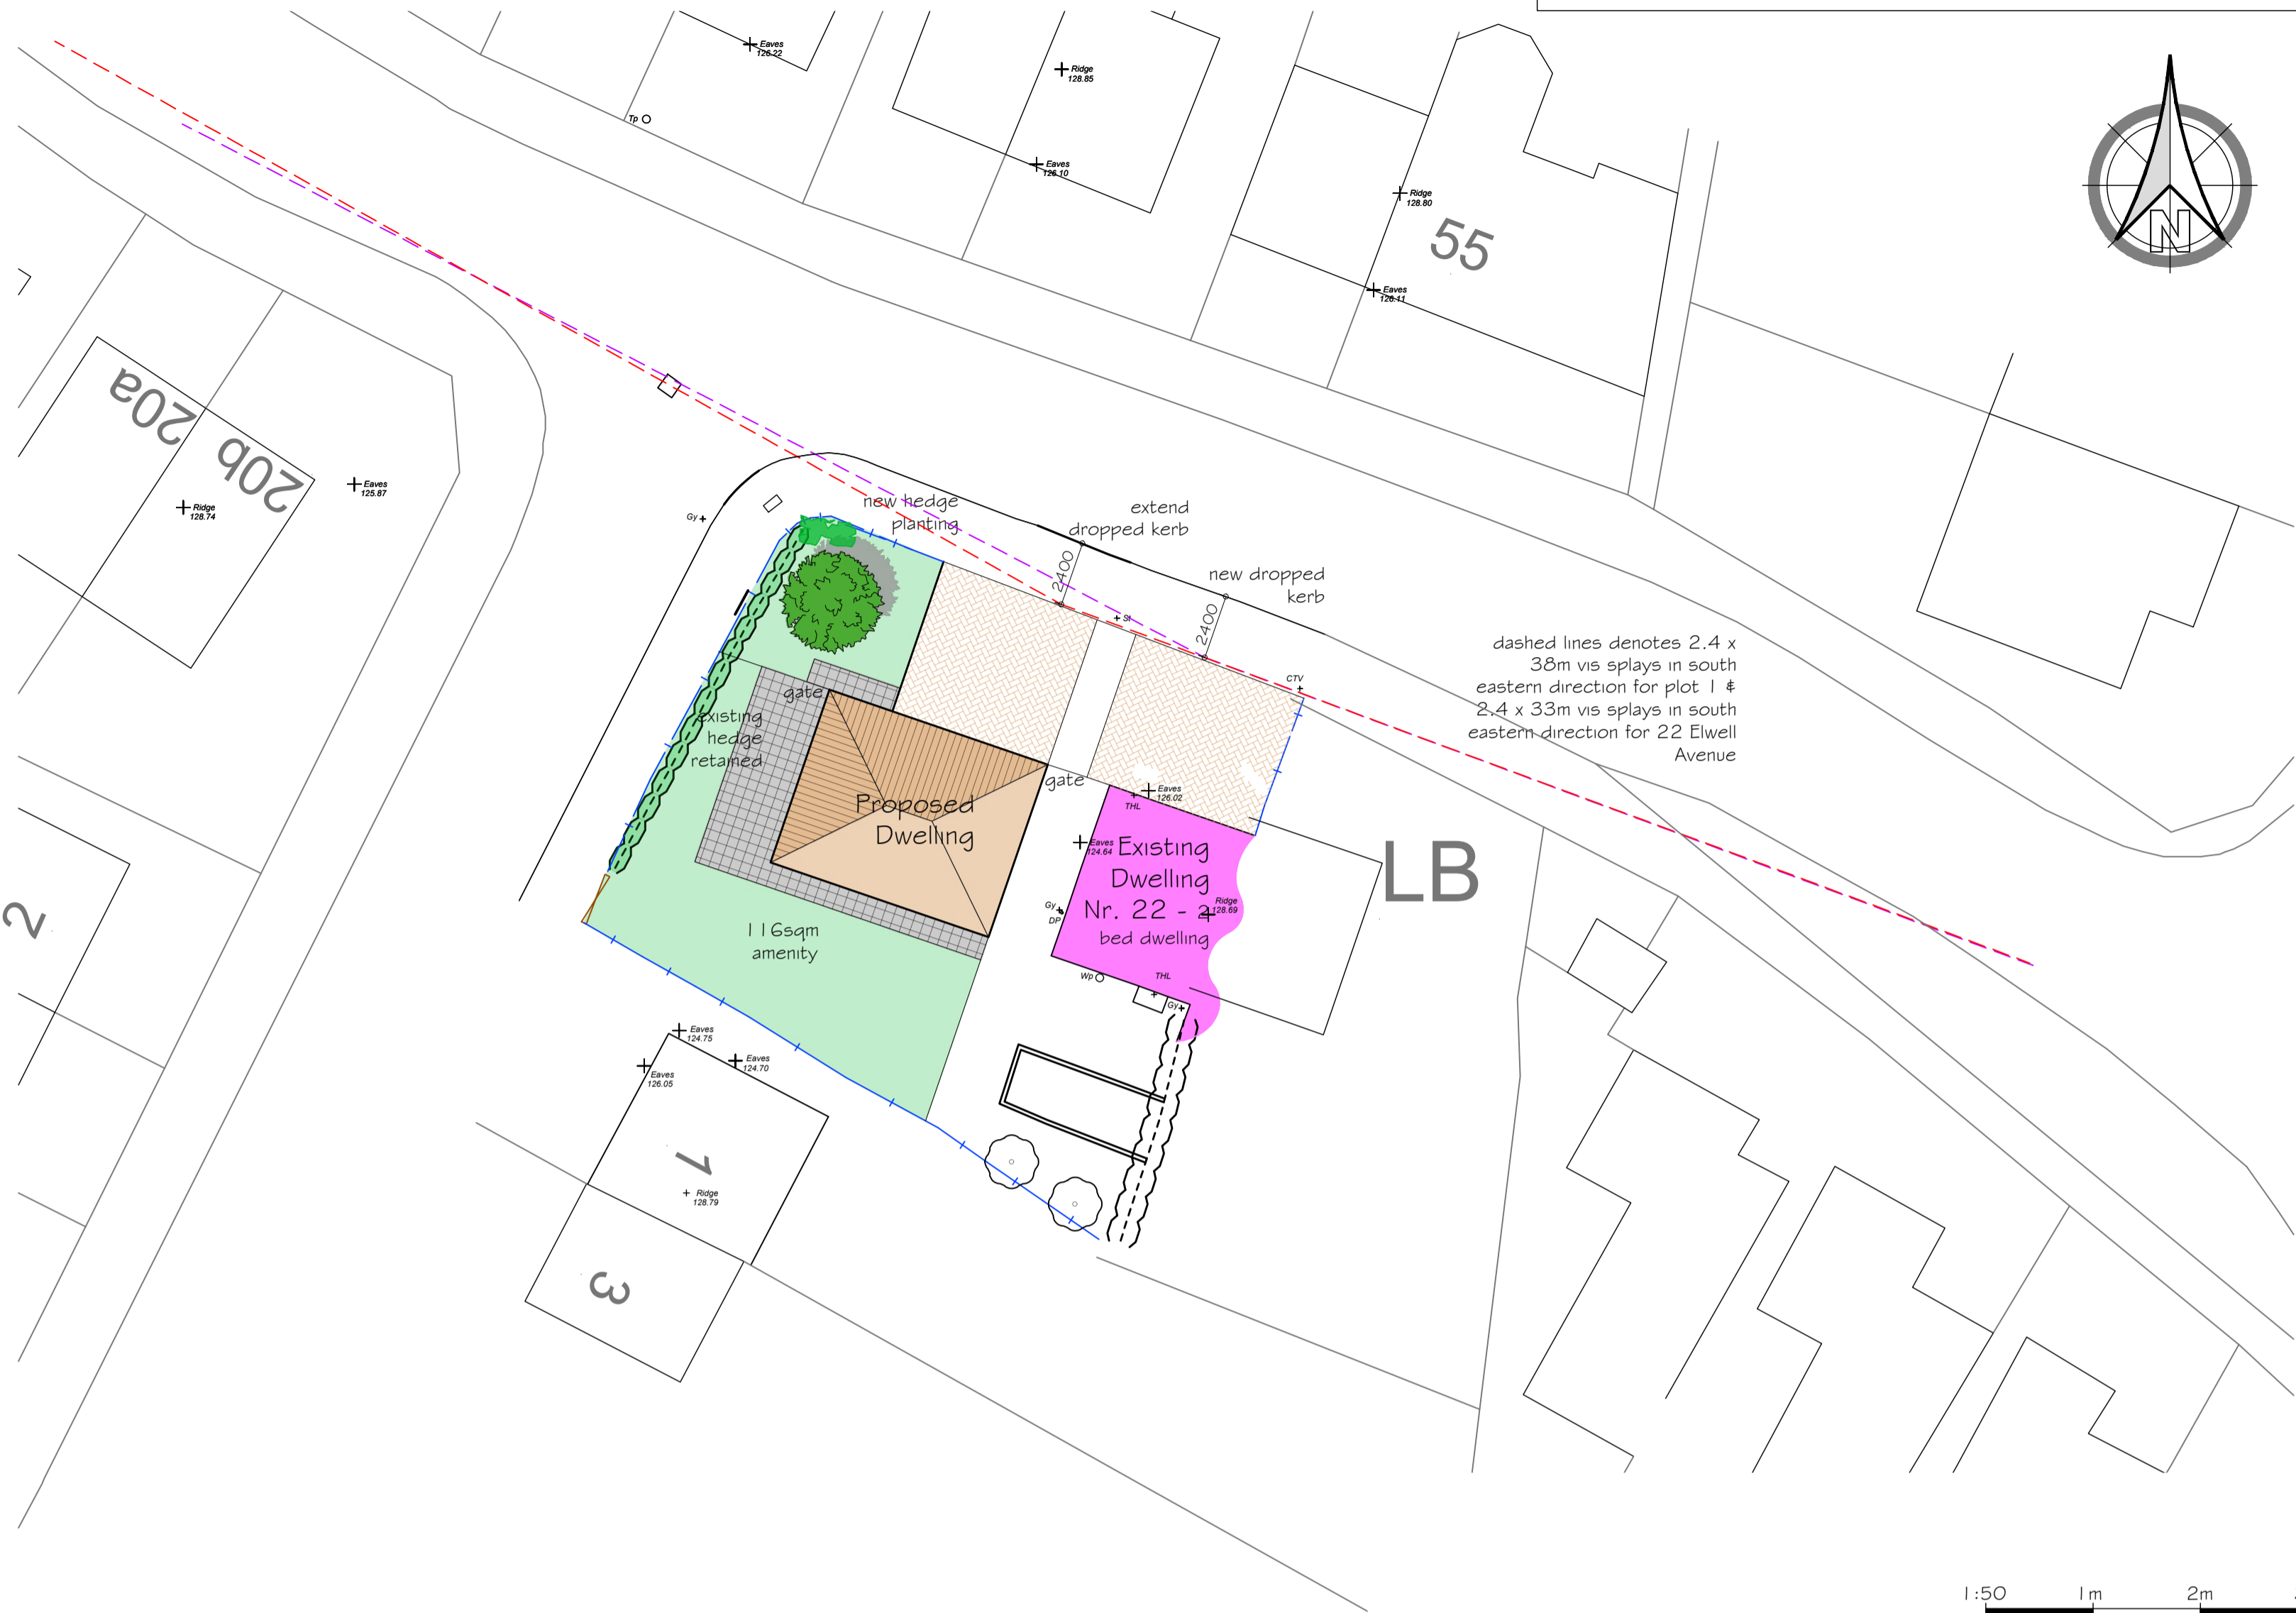 Eaves
126.22
Ridge
128.85
Tp
Eaves
126.10
Ridge
128.80
55
Eaves
126.11
N
20a
20b
Eaves
125.87
Ridge
128.74
Gy
new hedge
planting
extend
dropped kerb
2400
new dropped
kerb
2400
SI
CTV
dashed lines denotes 2.4 x
38m vis splays in south
eastern direction for plot 1 &
2.4 x 33m vis splays in south
eastern direction for 22 Elwell
Avenue
gate
existing
hedge
retained
gate
Proposed
Dwelling
THL
Eaves
126.02
Eaves
124.64
Existing
Dwelling
Nr. 22 - 2
bed dwelling
Ridge
128.69
Gy
DP
LB
2
116sqm
amenity
Wp
THL
Gy
Eaves
124.75
Eaves
124.70
Eaves
126.05
1
Ridge
128.79
3
1:50
1m
2m